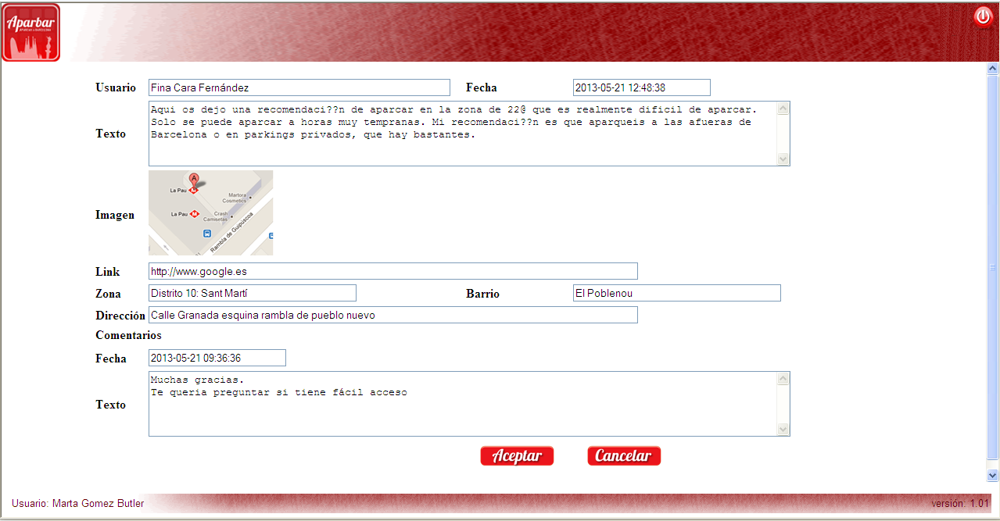 Aparbar
Usuario Fina Cara Fernández Fecha 2013-05-21 12:48:38
Texto
Aqui os dejo una recomendaci??n de aparcar en la zona de 22@ que es realmente dificil de aparcar.
Solo se puede aparcar a horas muy tempranas. Mi recomendaci??n es que aparqueis a las afueras de
Barcelona o en parkings privados, que hay bastantes.
Imagen
A
La Pau M
Martora
Cosmetics
La Pau M
Crash
Camisetas
Rambla de Guipúscoa
Link http://www.google.es
Zona Distrito 10: Sant Martí Barrio El Poblenou
Dirección Calle Granada esquina rambla de pueblo nuevo
Comentarios
Fecha 2013-05-21 09:36:36
Texto
Muchas gracias.
Te queria preguntar si tiene fácil acceso
Aceptar Cancelar
Usuario: Marta Gomez Butler versión: 1.01